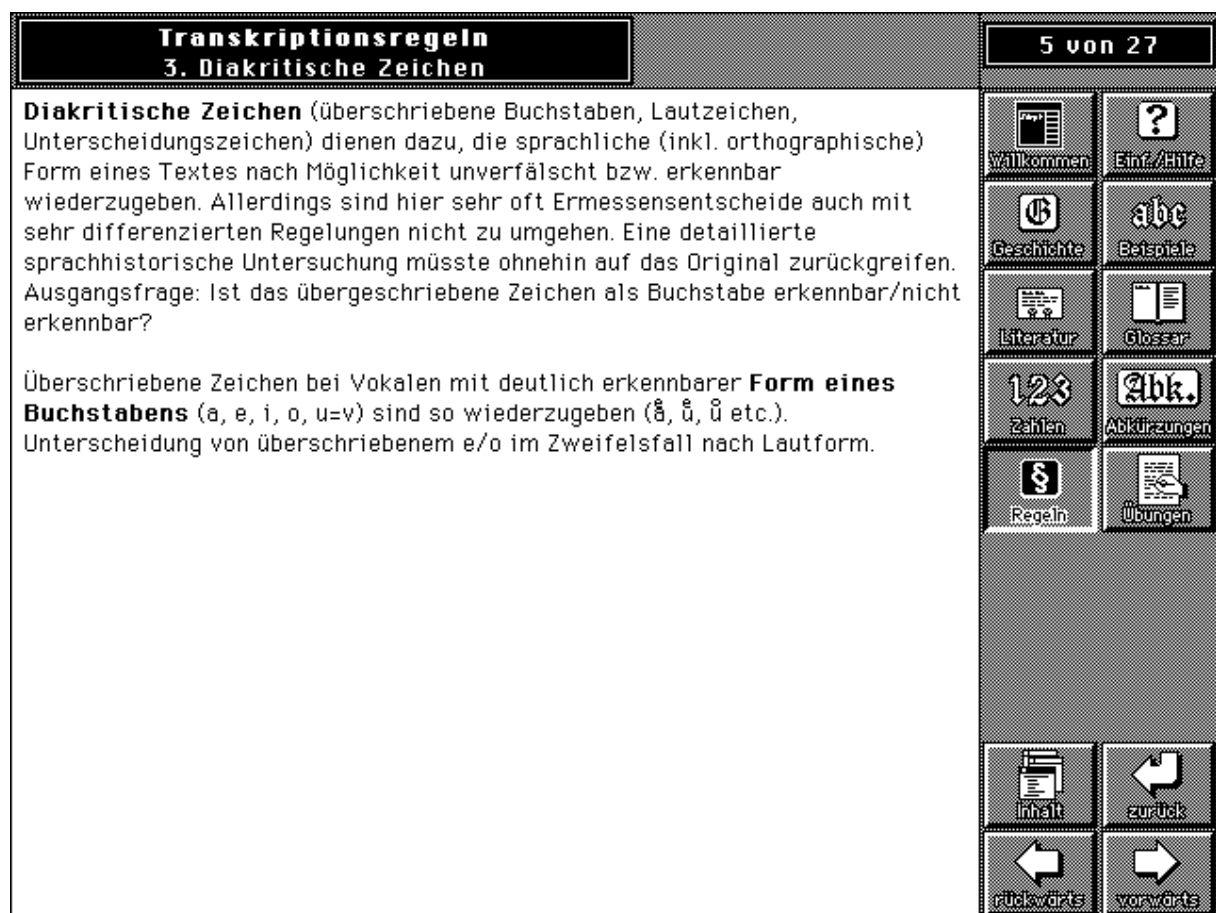 Transkriptionsregeln
3. Diakritische Zeichen
5 von 27
Diakritische Zeichen (überschriebene Buchstaben, Lautzeichen,
Unterscheidungszeichen) dienen dazu, die sprachliche (inkl. orthographische)
Form eines Textes nach Möglichkeit unverfälscht bzw. erkennbar
wiederzugeben. Allerdings sind hier sehr oft Ermessensentscheide auch mit
sehr differenzierten Regelungen nicht zu umgehen. Eine detaillierte
sprachhistorische Untersuchung müsste ohnehin auf das Original zurückgreifen.
Ausgangsfrage: Ist das übergeschriebene Zeichen als Buchstabe erkennbar/nicht
erkennbar?
Überschriebene Zeichen bei Vokalen mit deutlich erkennbarer Form eines
Buchstabens (a, e, i, o, u=v) sind so wiederzugeben (etc.).
Unterscheidung von überschriebenem e/o im Zweifelsfall nach Lautform.
Willkommen
Einf./Hilfe
G
Geschichte
abc
Beispiele
Literatur
Glossar
123
Zahlen
Abk.
Abkürzungen
§
Regeln
Übungen
Inhalt
zurück
rückwärts
vorwärts